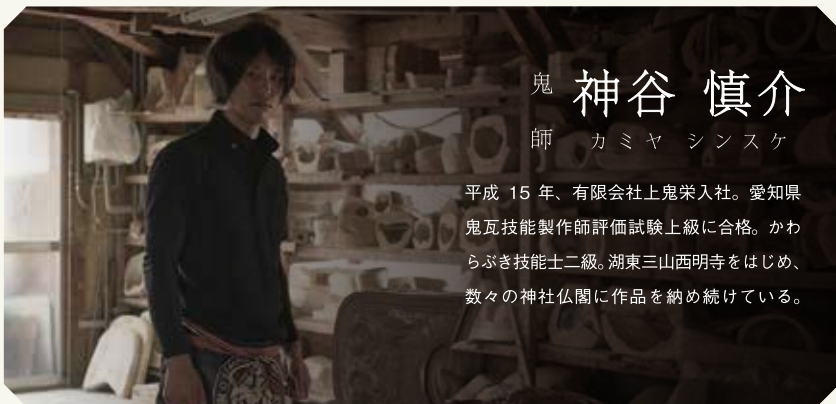 鬼師
神谷 慎介
カミヤ シンスケ
平成 15 年、有限会社上鬼栄入社。愛知県
鬼瓦技能製作師評価試験上級に合格。かわ
らぶき技能士二級。湖東三山西明寺をはじめ、
数々の神社仏閣に作品を納め続けている。